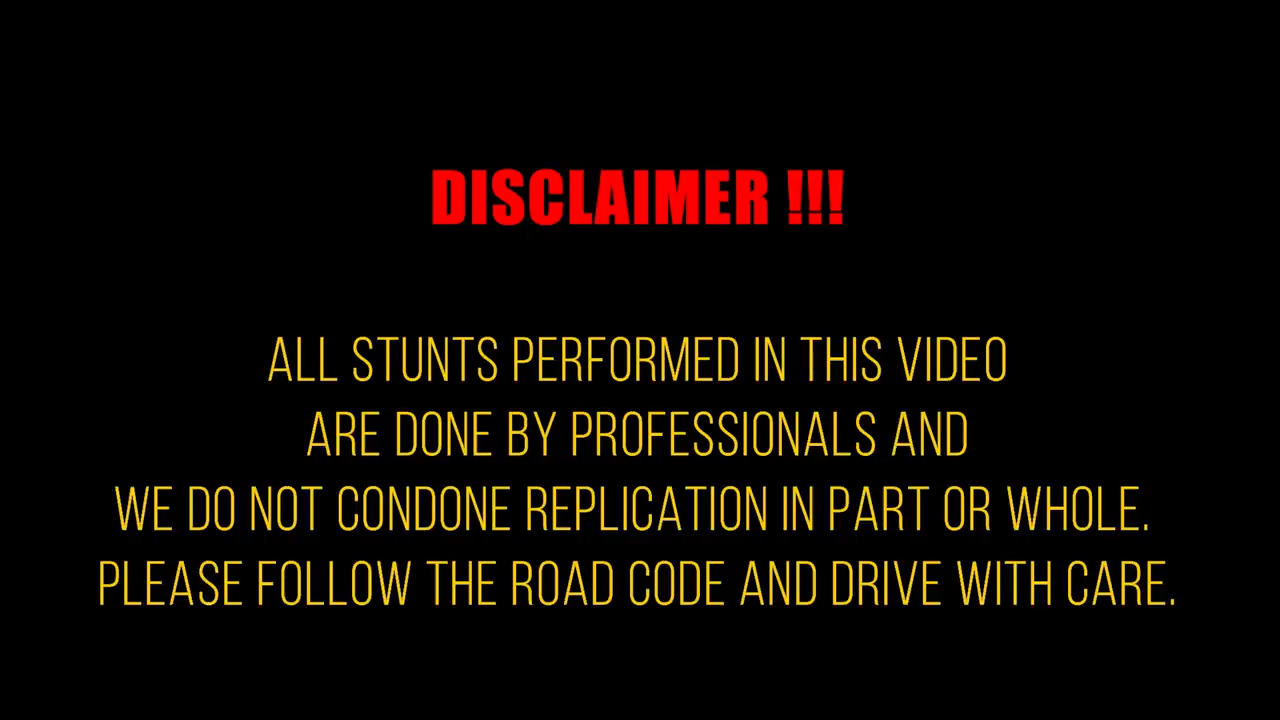 DISCLAIMER !!!
ALL STUNTS PERFORMED IN THIS VIDEO
ARE DONE BY PROFESSIONALS AND
WE DO NOT CONDONE REPLICATION IN PART OR WHOLE.
PLEASE FOLLOW THE ROAD CODE AND DRIVE WITH CARE.